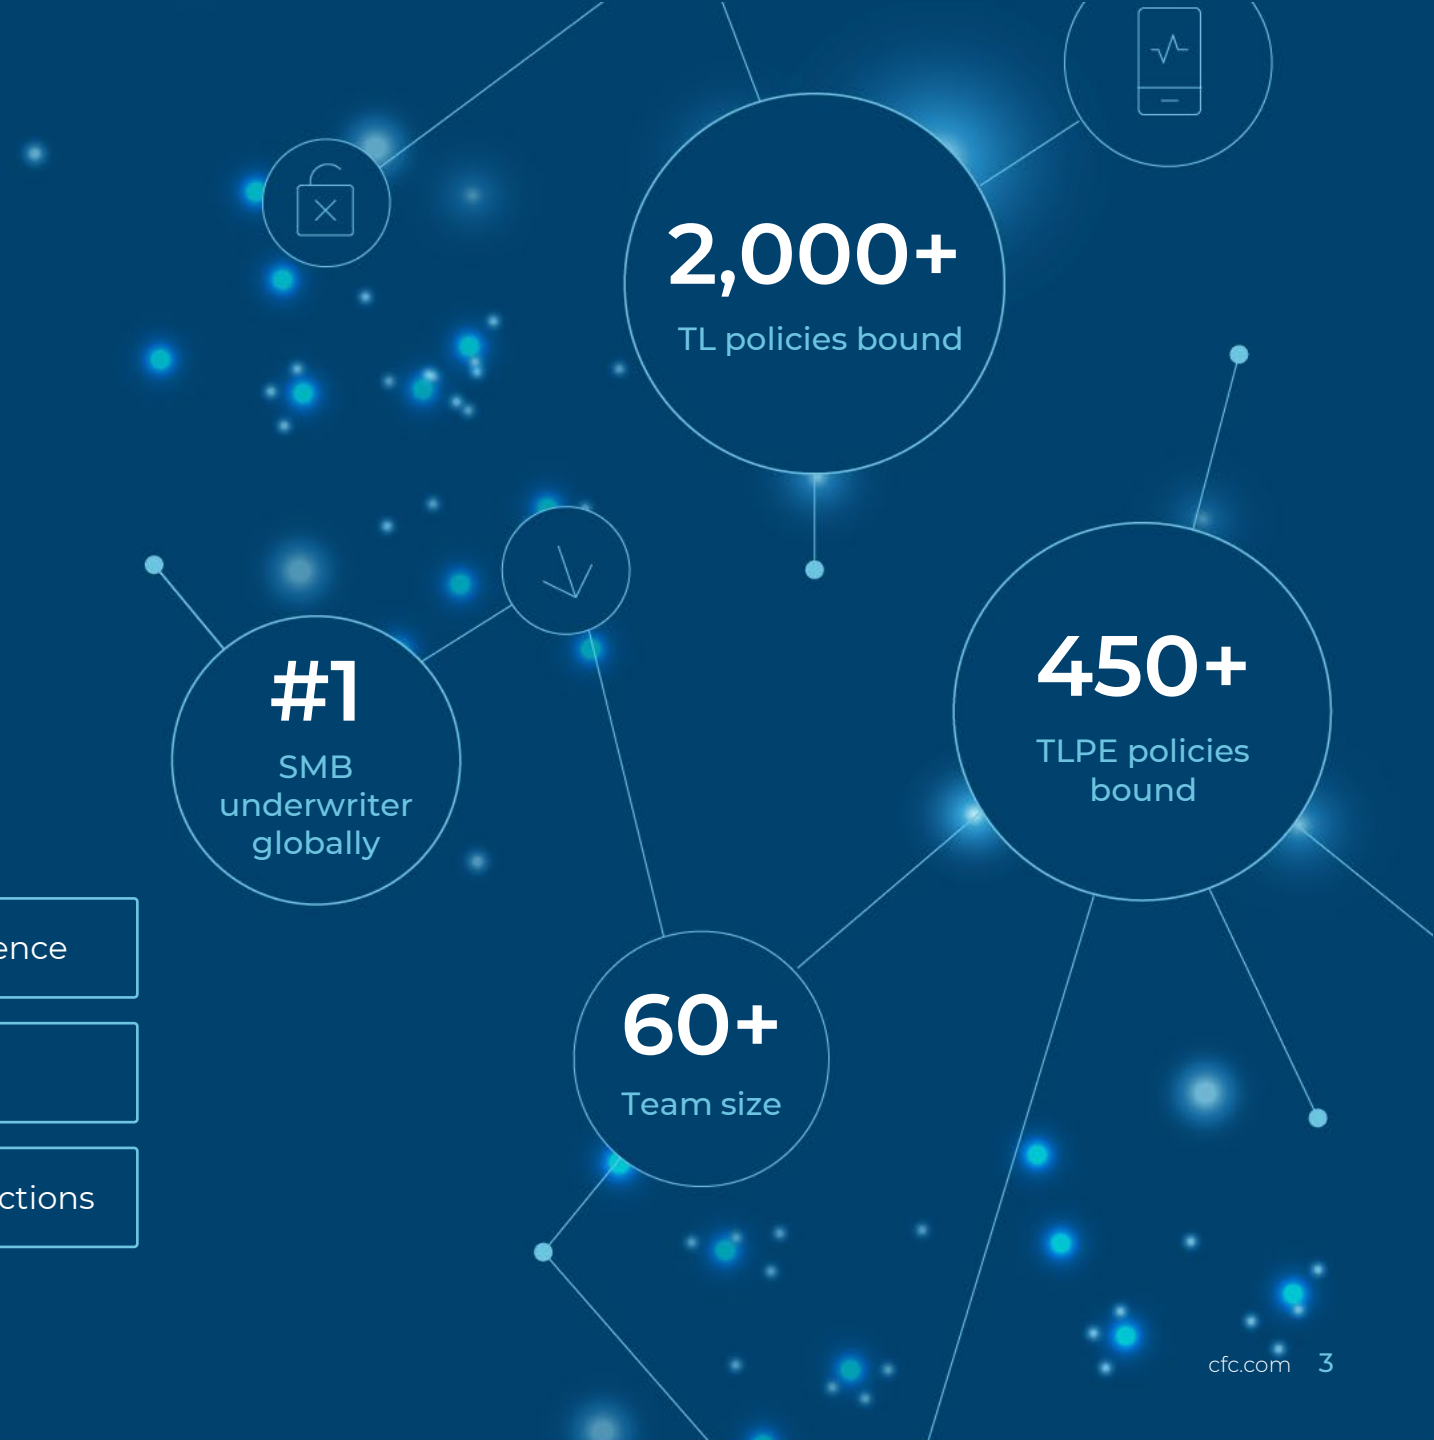 2,000+
TL policies bound
450+
TLPE policies
bound
#1
SMB
underwriter
globally
60+
Team size
ence
ctions
cfc.com 3